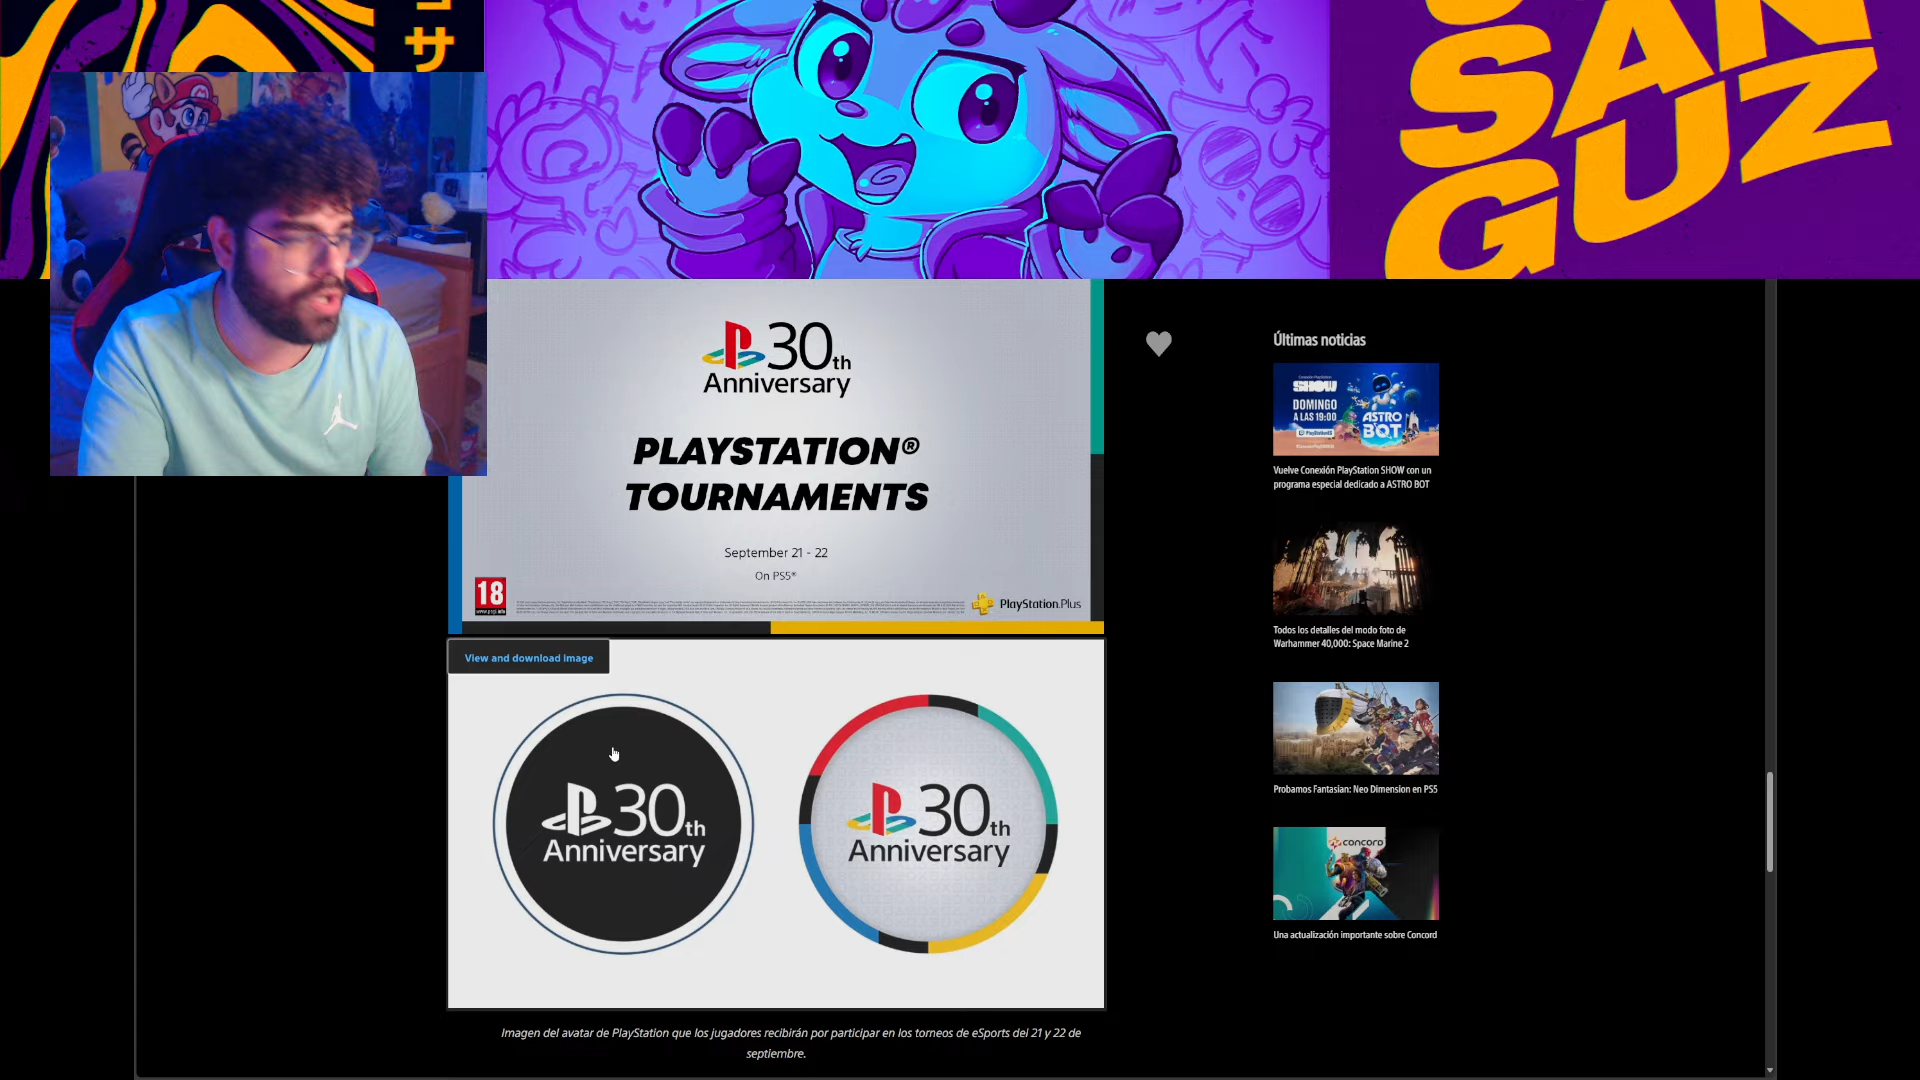 サ
SAN
GUZ
30th
Anniversary
PLAYSTATION®
TOURNAMENTS
September 21 - 22
On PS5®
18
www.pegi.info
PlayStation.Plus
View and download image
30th
Anniversary
30th
Anniversary
Imagen del avatar de PlayStation que los jugadores recibirán por participar en los torneos de eSports del 21 y 22 de
septiembre.
Últimas noticias
SHOW
DOMINGO
A LAS 19:00
ASTRO
BOT
Vuelve Conexión PlayStation SHOW con un
programa especial dedicado a ASTRO BOT
Todos los detalles del modo foto de
Warhammer 40,000: Space Marine 2
Probamos Fantasian: Neo Dimension en PS5
CONCORD
Una actualización importante sobre Concord